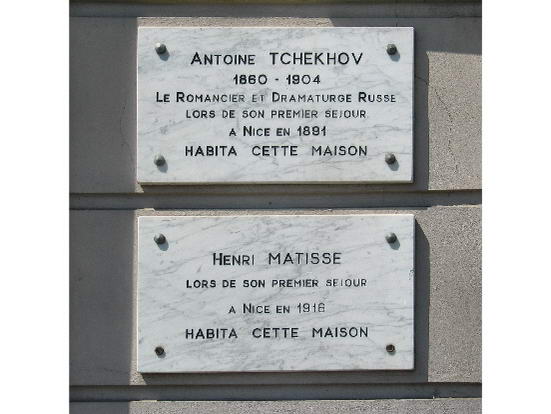 Antoine TCHEKHOV
1860 - 1904
Le Romancier et Dramaturge Russe
LORS DE SON PREMIER SEJOUR
A NICE EN 1891
HABITA CETTE MAISON
Henri MATISSE
LORS DE SON PREMIER SEJOUR
A NICE EN 1916
HABITA CETTE MAISON